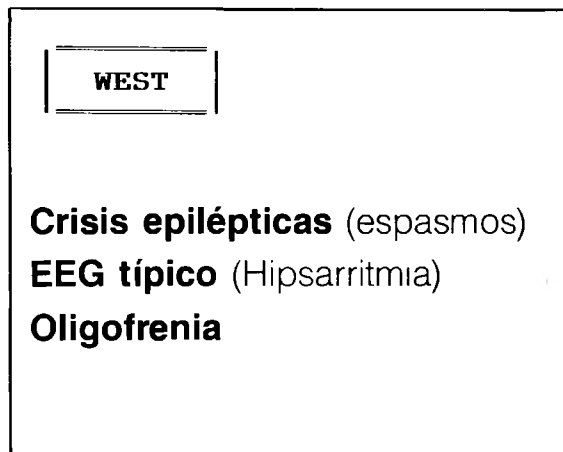 WEST
Crisis epilépticas (espasmos)
EEG típico (Hipsarritmia)
Oligofrenia